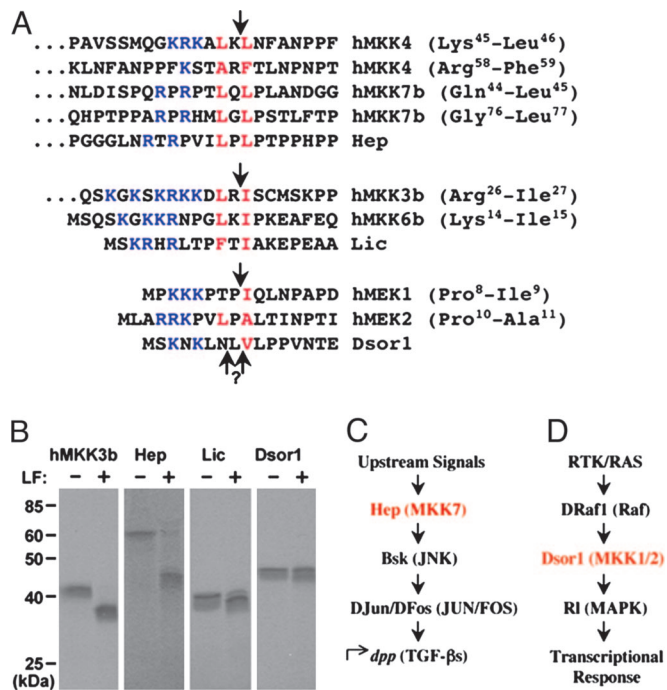 A
...PAVSSMQGKRKALKLNFANPPF hMKK4 (Lys45-Leu46)
...KLNFANPPFKSTARFTLNPNPT hMKK4 (Arg58-Phe59)
...NLDISPQRPRPTLQLPLANDGG hMKK7b (Gln44-Leu45)
...QHPTPPARPRHMLGLPSTLFTP hMKK7b (Gly76-Leu77)
...PGGGLNRTRPVILPLPTPPHPP Hep
...QSKGKSKRKKDLRISCMSKPP hMKK3b (Arg26-Ile27)
MSQSKGKKRNPGLKIPKEAFEQ hMKK6b (Lys14-Ile15)
MSKRHRLTPFTIAKEPEAA Lic
MPKKKPTPIQLNPAPD hMEK1 (Pro8-Ile9)
MLARRKPVLPALTINPTI hMEK2 (Pro10-Ala11)
MSKNKLNLVLPPVNTE Dsor1
?
B
hMKK3b Hep Lic Dsor1
LF: - + - + - + - +
85
60
50
40
25
(kDa)
C
Upstream Signals
Hep (MKK7)
Bsk (JNK)
DJun/DFos (JUN/FOS)
dpp (TGF-βs)
D
RTK/RAS
DRaf1 (Raf)
Dsor1 (MKK1/2)
Rl (MAPK)
Transcriptional
Response